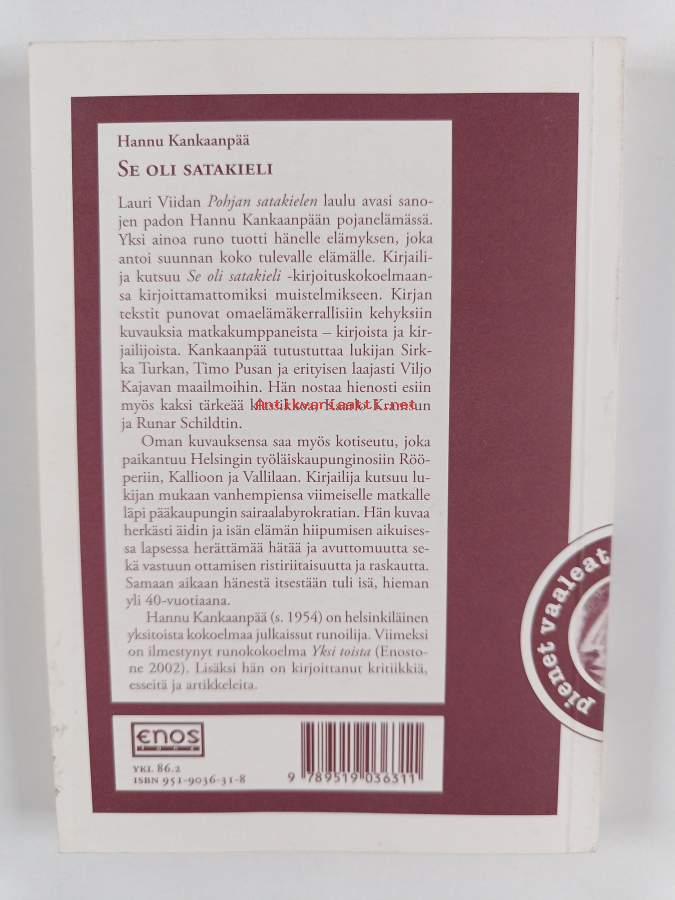 Hannu Kankaanpää
SE OLI SATAKIELI
Lauri Viidan Pohjan satakielen laulu avasi sano-
jen padon Hannu Kankaanpään pojanelämässä.
Yksi ainoa runo tuotti hänelle elämyksen, joka
antoi suunnan koko tulevalle elämälle. Kirjaili-
ja kutsuu Se oli satakieli -kirjoituskokoelmaan-
sa kirjoittamattomiksi muistelmikseen. Kirjan
tekstit punovat omaelämäkerrallisiin kehyksiin
kuvauksia matkakumppaneista – kirjoista ja kir-
jailijoista. Kankaanpää tutustuttaa lukijan Sirk-
ka Turkan, Timo Pusan ja erityisen laajasti Viljo
Kajavan maailmoihin. Hän nostaa hienosti esiin
myös kaksi tärkeää Kaarlo Kramsun
Antikvariaatti.net
ja Runar Schildtin.
Oman kuvauksensa saa myös kotiseutu, joka
paikantuu Helsingin työläiskaupunginosiin Röö-
periin, Kallioon ja Vallilaan. Kirjailija kutsuu lu-
kijan mukaan vanhempiensa viimeiselle matkalle
läpi pääkaupungin sairaalabyrokratian. Hän kuvaa
herkästi äidin ja isän elämän hiipumisen aikuises-
sa lapsessa herättämää hätää ja avuttomuutta se-
kä vastuun ottamisen ristiriitaisuutta ja raskautta.
Samaan aikaan hänestä itsestään tuli isä, hieman
yli 40-vuotiaana.
Hannu Kankaanpää (s. 1954) on helsinkiläinen
yksitoista kokoelmaa julkaissut runoilija. Viimeksi
on ilmestynyt runokokoelma Yksi toista (Enosto-
ne 2002). Lisäksi hän on kirjoittanut kritiikkiä,
esseitä ja artikkeleita.
pienet vaaleat
enos
tone
YKL 86.2
ISBN 951-9036-31-8
9 789519 036311